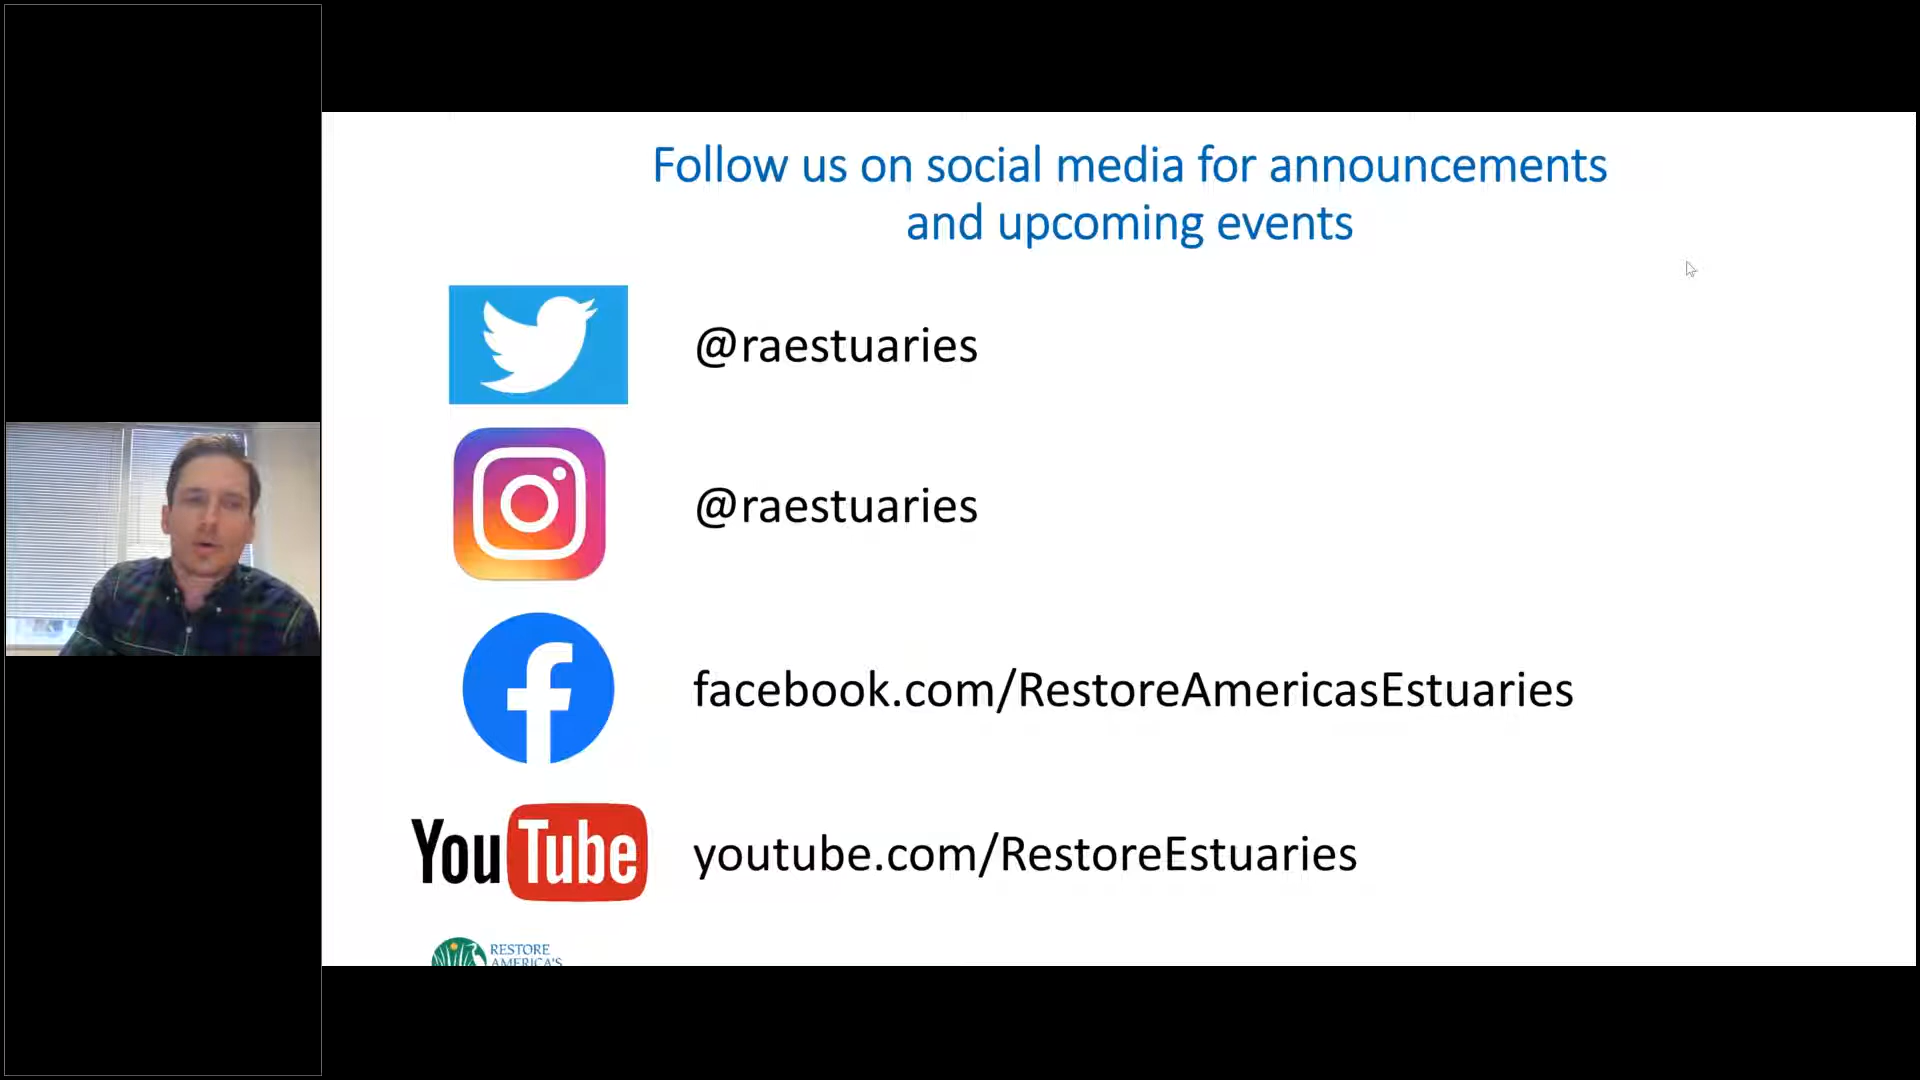 Follow us on social media for announcements
and upcoming events
@raestuaries
@raestuaries
facebook.com/RestoreAmericasEstuaries
YouTube
youtube.com/RestoreEstuaries
RESTORE
AMERICA'S